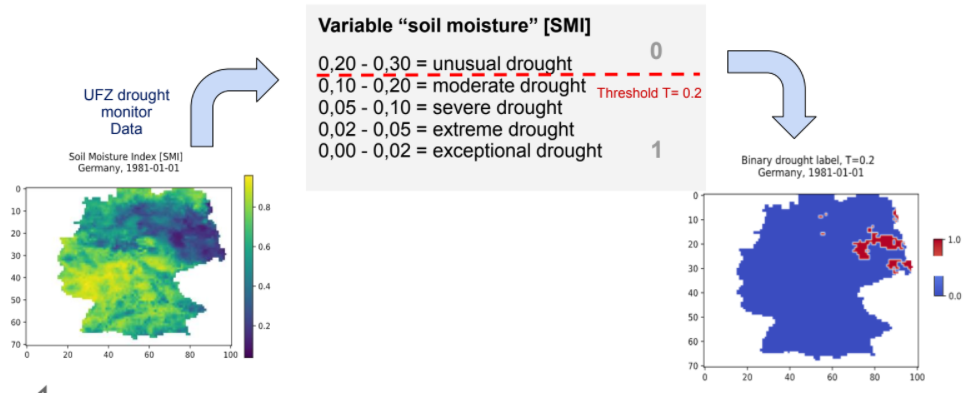 Variable “soil moisture” [SMI]
0
0,20 - 0,30 = unusual drought
0,10 - 0,20 = moderate drought
Threshold T= 0.2
0,05 - 0,10 = severe drought
0,02 - 0,05 = extreme drought
0,00 - 0,02 = exceptional drought
1
UFZ drought
monitor
Data
Soil Moisture Index [SMI]
Germany, 1981-01-01
0
10
20
30
40
50
60
70
0 20 40 60 80 100
0.8
0.6
0.4
0.2
Binary drought label, T=0.2
Germany, 1981-01-01
0
10
20
30
40
50
60
70
0 20 40 60 80 100
1.0
0.0